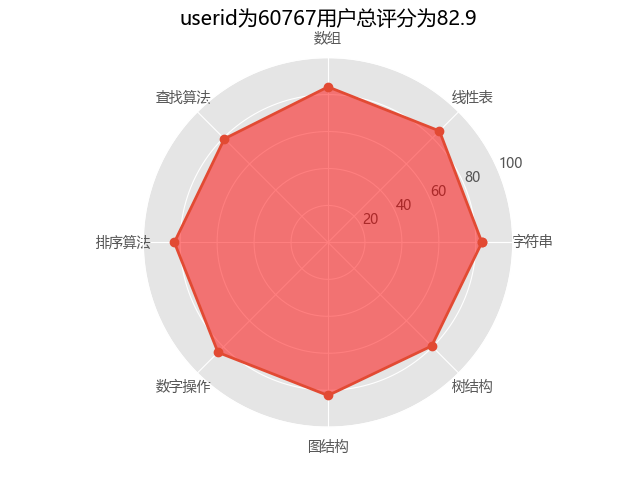 userid为60767用户总评分为82.9
数组
查找算法
线性表
100
80
60
40
20
排序算法
字符串
数字操作
树结构
图结构